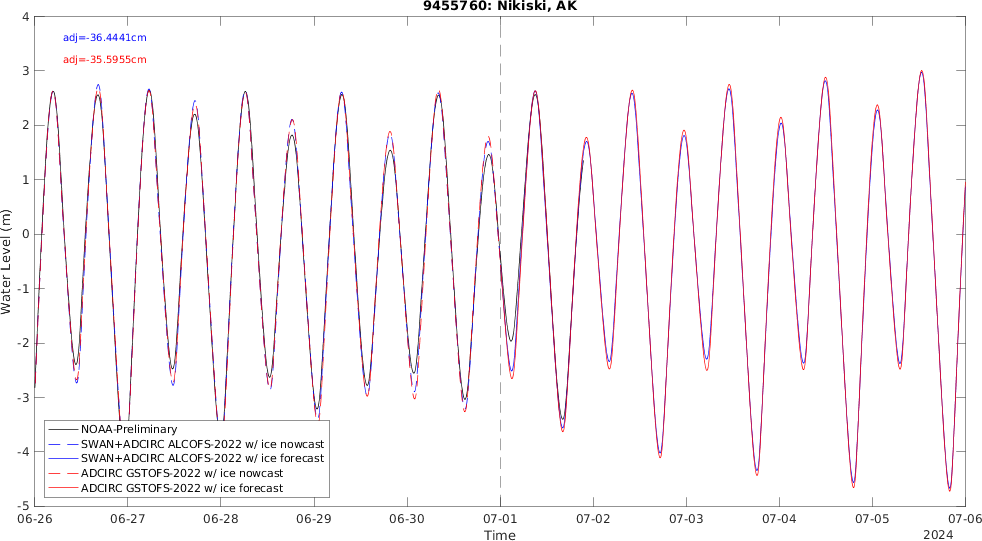 9455760: Nikiski, AK
adj=-36.4441cm
adj=-35.5955cm
Water Level (m)
4
3
2
1
0
-1
-2
-3
-4
-5
NOAA-Preliminary
SWAN+ADCIRC ALCOFS-2022 w/ ice nowcast
SWAN+ADCIRC ALCOFS-2022 w/ ice forecast
ADCIRC GSTOFS-2022 w/ ice nowcast
ADCIRC GSTOFS-2022 w/ ice forecast
06-26 06-27 06-28 06-29 06-30 07-01 07-02 07-03 07-04 07-05 07-06
Time
2024